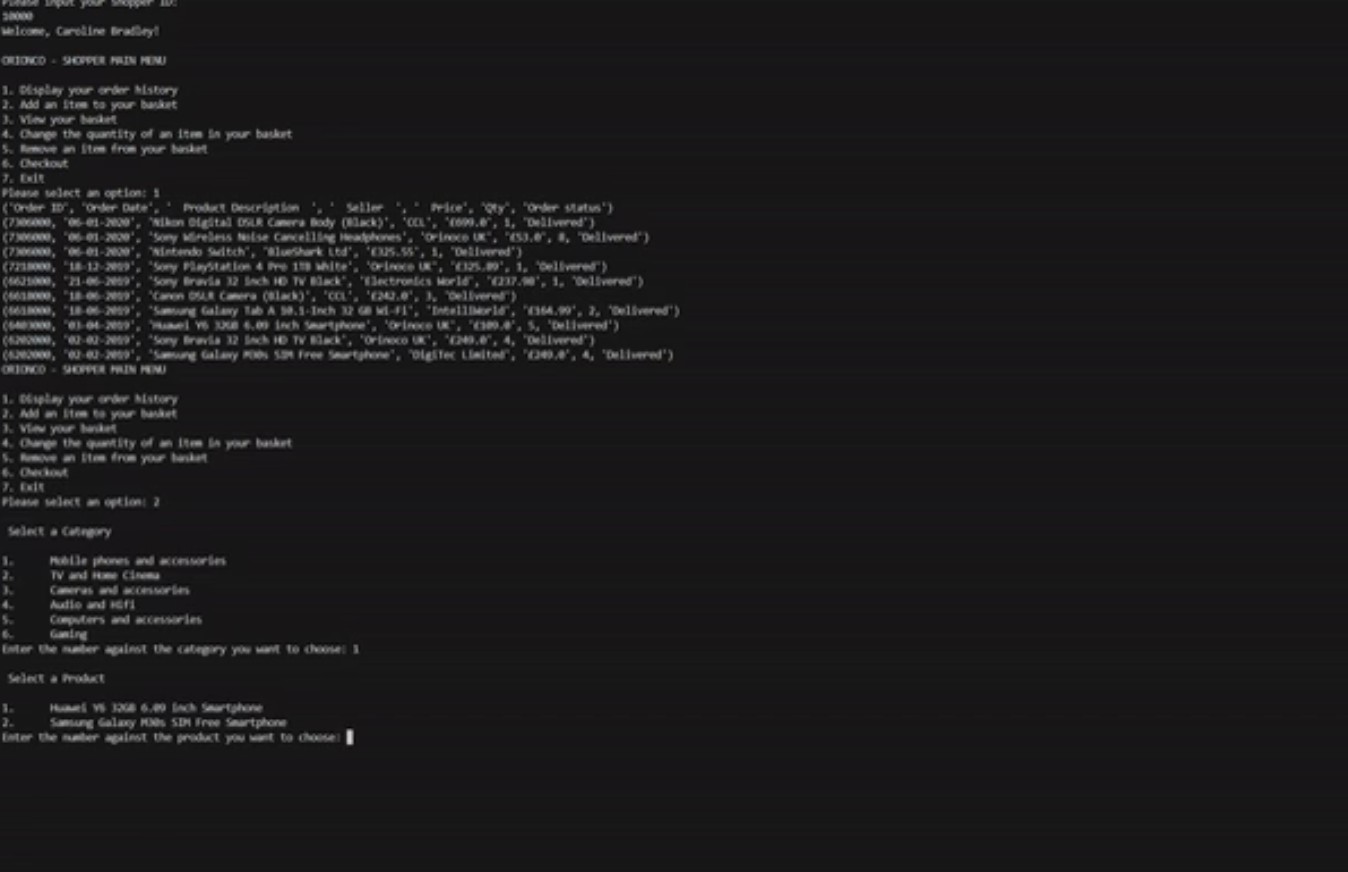 Please input your shopper ID:
10000
Welcome, Caroline Bradley!
ORIONCO - SHOPPER MAIN MENU
1. Display your order history
2. Add an item to your basket
3. View your basket
4. Change the quantity of an item in your basket
5. Remove an item from your basket
6. Checkout
7. Exit
Please select an option: 1
('Order ID', 'Order Date', '  Product Description  ', '  Seller  ', '  Price', 'Qty', 'Order status')
(7306000, '06-01-2020', 'Nikon Digital DSLR Camera Body (Black)', 'CCL', '£699.0', 1, 'Delivered')
(7306000, '06-01-2020', 'Sony Wireless Noise Cancelling Headphones', 'Orinoco UK', '£53.0', 8, 'Delivered')
(7306000, '06-01-2020', 'Nintendo Switch', 'BlueShark Ltd', '£325.55', 1, 'Delivered')
(7218000, '18-12-2019', 'Sony PlayStation 4 Pro 1TB White', 'Orinoco UK', '£325.89', 1, 'Delivered')
(6621000, '21-06-2019', 'Sony Bravia 32 inch HD TV Black', 'Electronics World', '£237.98', 1, 'Delivered')
(6618000, '18-06-2019', 'Canon DSLR Camera (Black)', 'CCL', '£242.0', 3, 'Delivered')
(6618000, '18-06-2019', 'Samsung Galaxy Tab A 10.1-Inch 32 GB Wi-Fi', 'IntelliWorld', '£164.99', 2, 'Delivered')
(6403000, '03-04-2019', 'Huawei Y6 32GB 6.09 inch Smartphone', 'Orinoco UK', '£109.0', 5, 'Delivered')
(6202000, '02-02-2019', 'Sony Bravia 32 inch HD TV Black', 'Orinoco UK', '£249.0', 4, 'Delivered')
(6202000, '02-02-2019', 'Samsung Galaxy M30s SIM Free Smartphone', 'DigiTec Limited', '£249.0', 4, 'Delivered')
ORIONCO - SHOPPER MAIN MENU
1. Display your order history
2. Add an item to your basket
3. View your basket
4. Change the quantity of an item in your basket
5. Remove an item from your basket
6. Checkout
7. Exit
Please select an option: 2
Select a Category
1. Mobile phones and accessories
2. TV and Home Cinema
3. Cameras and accessories
4. Audio and HiFi
5. Computers and accessories
6. Gaming
Enter the number against the category you want to choose: 1
Select a Product
1. Huawei Y6 32GB 6.09 inch Smartphone
2. Samsung Galaxy M30s SIM Free Smartphone
Enter the number against the product you want to choose: